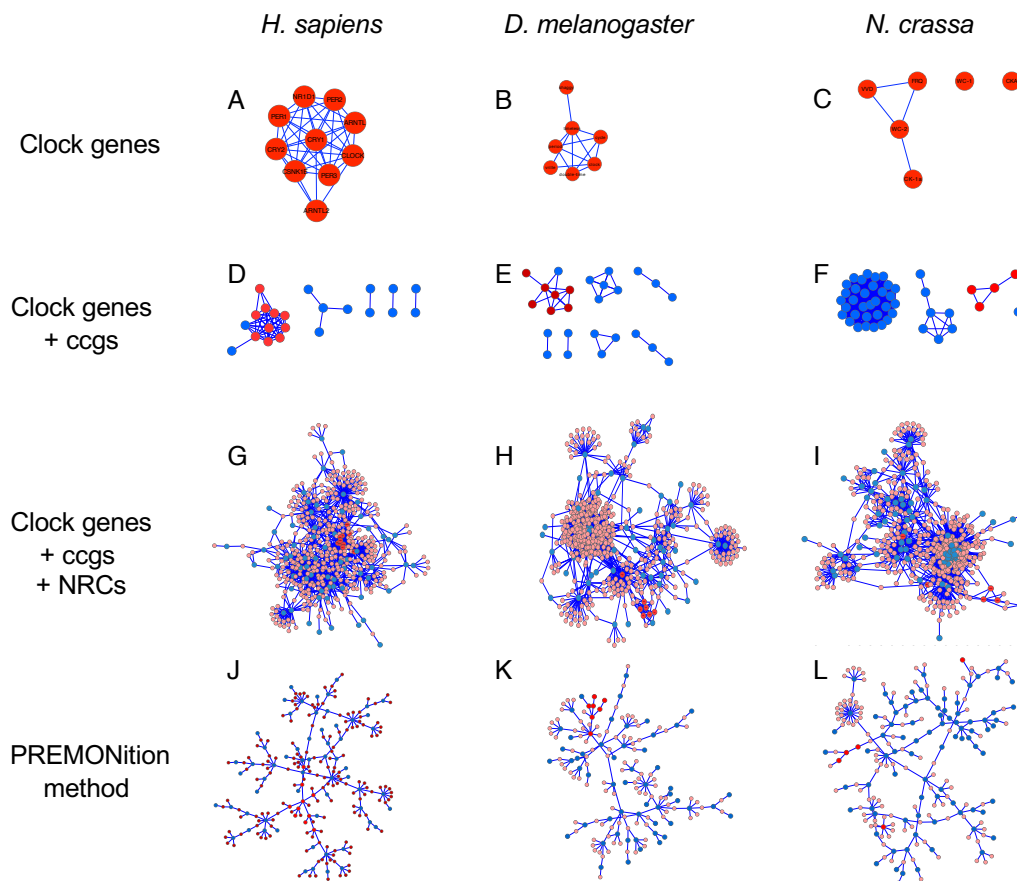 H. sapiens
D. melanogaster
N. crassa
Clock genes
A
NR1D1
PER2
PER1
ARNTL
CRY1
CRY2
CLOCK
CSNK1E
PER3
ARNTL2
B
C
VVD
FRQ
WC-1
WC-2
CK-1a
Clock genes
+ ccgs
D
E
F
Clock genes
+ ccgs
+ NRCs
G
H
I
PREMONition
method
J
K
L